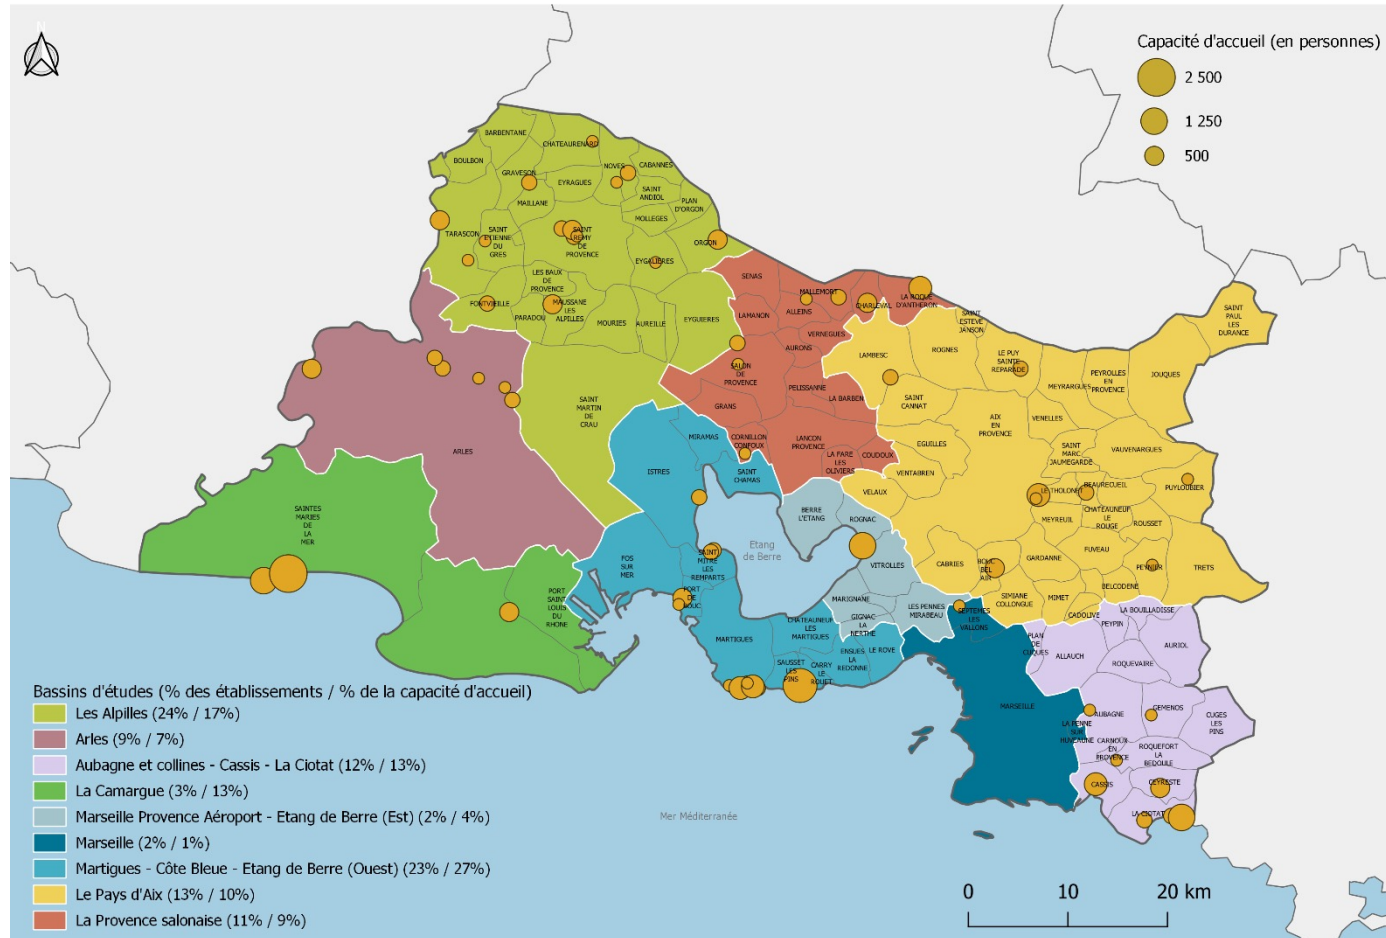 N
Capacité d'accueil (en personnes)
2 500
1 250
500
BARBENTANE
CHATEAURENARD
BOULBON
NOVES
CABANNES
GRAVESON
EYRAGUES
SAINT
ANDIOL
MAILLANE
PLAN
D'ORGON
MOLLEGES
TARASCON
SAINT
ETIENNE
DU
GRES
SAINT
REMY
DE
PROVENCE
ORGON
EYGALIERES
LES BAUX
DE
PROVENCE
FONTVIEILLE
MAUSSANE
LES
ALPILLES
PARADOU
MOURIES
AUREILLE
EYGUIERES
SENAS
MALLEMORT
LAMANON
ALLEINS
CHARLEVAL
LA ROQUE
D'ANTHERON
VERNEGUES
AURONS
SALON
DE
PROVENCE
PELISSANNE
LA BARBEN
GRANS
CORNILLON
CONFOUX
LANCON
PROVENCE
LA FARE
LES
OLIVIERS
COUDOUX
SAINT
PAUL
LES
DURANCE
SAINT
ESTEVE
JANSON
LAMBESC
ROGNES
LE PUY
SAINTE
REPARADE
MEYRARGUES
PEYROLLES
EN
PROVENCE
JOUQUES
SAINT
CANNAT
AIX
EN
PROVENCE
VENELLES
EGUILLES
SAINT
MARC
JAUMEGARDE
VAUVENARGUES
VENTABREN
VELAUX
LE THOLONET
BEAURECUEIL
PUYLOUBIER
CHATEAUNEUF
LE
ROUGE
MEYREUIL
ROUSSET
CABRIES
BOUC
BEL
AIR
GARDANNE
FUVEAU
PEYNIER
TRETS
SIMIANE
COLLONGUE
MIMET
BELCODENE
CADOLIVE
SAINT
MARTIN
DE
CRAU
ARLES
SAINTES
MARIES
DE
LA
MER
PORT
SAINT
LOUIS
DU
RHONE
MIRAMAS
ISTRES
SAINT
CHAMAS
FOS
SUR
MER
SAINT
MITRE
LES
REMPARTS
PORT
DE
BOUC
MARTIGUES
CHATEAUNEUF
LES
MARTIGUES
SAUSSET
LES
PINS
CARRY
LE
ROUET
ENSUES
LA
REDONNE
LE ROVE
Etang
de Berre
BERRE
L'ETANG
ROGNAC
VITROLLES
MARIGNANE
GIGNAC
LA
NERTHE
LES PENNES
MIRABEAU
SEPTEMES
LES
VALLONS
MARSEILLE
LA BOUILLADISSE
PEYPIN
PLAN
DE
CUQUES
ALLAUCH
AURIOL
ROQUEVAIRE
LA PENNE
SUR
HUVEAUNE
AUBAGNE
GEMENOS
CUGES
LES
PINS
CARNOUX
EN
PROVENCE
ROQUEFORT
LA
BEDOULE
CASSIS
CEYRESTE
LA CIOTAT
Mer Méditerranée
Bassins d'études (% des établissements / % de la capacité d'accueil)
Les Alpilles (24% / 17%)
Arles (9% / 7%)
Aubagne et collines - Cassis - La Ciotat (12% / 13%)
La Camargue (3% / 13%)
Marseille Provence Aéroport - Etang de Berre (Est) (2% / 4%)
Marseille (2% / 1%)
Martigues - Côte Bleue - Etang de Berre (Ouest) (23% / 27%)
Le Pays d'Aix (13% / 10%)
La Provence salonaise (11% / 9%)
0 10 20 km